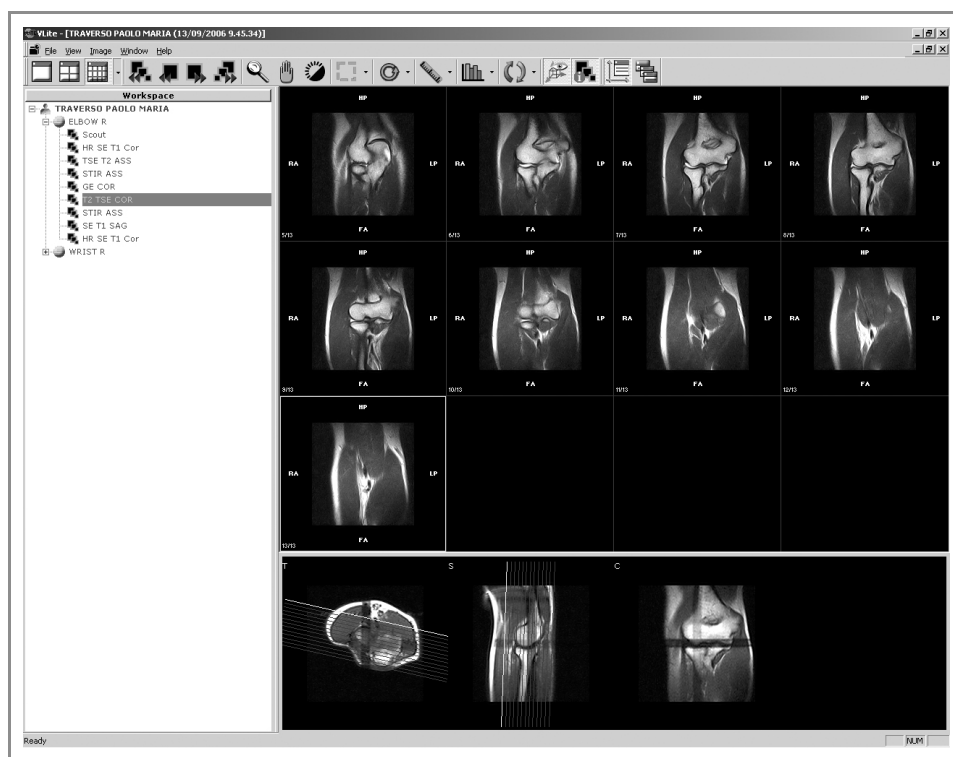 VLite - [TRAVERSO PAOLO MARIA (13/09/2006 9.45.34)]
File View Image Window Help
Workspace
TRAVERSO PAOLO MARIA
ELBOW R
Scout
HR SE T1 Cor
TSE T2 ASS
STIR ASS
GE COR
T2 TSE COR
STIR ASS
SE T1 SAG
HR SE T1 Cor
WRIST R
HP HP HP HP
RA LP RA LP RA LP RA LP
FA FA FA FA
5/13 6/13 7/13 8/13
HP HP HP HP
RA LP RA LP RA LP RA LP
FA FA FA FA
9/13 10/13 11/13 12/13
HP
RA LP
FA
13/13
T S C
Ready NUM